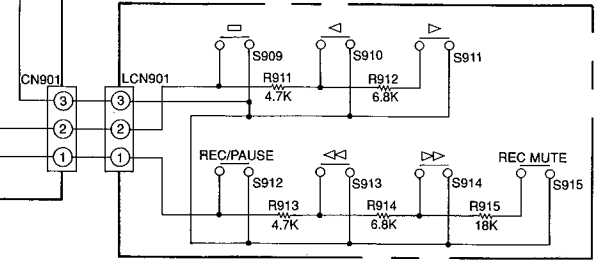 S909
S910
S911
CN901
LCN901
R911
4.7K
R912
6.8K
3
3
2
2
1
1
REC/PAUSE
REC MUTE
S912
S913
S914
S915
R913
4.7K
R914
6.8K
R915
18K